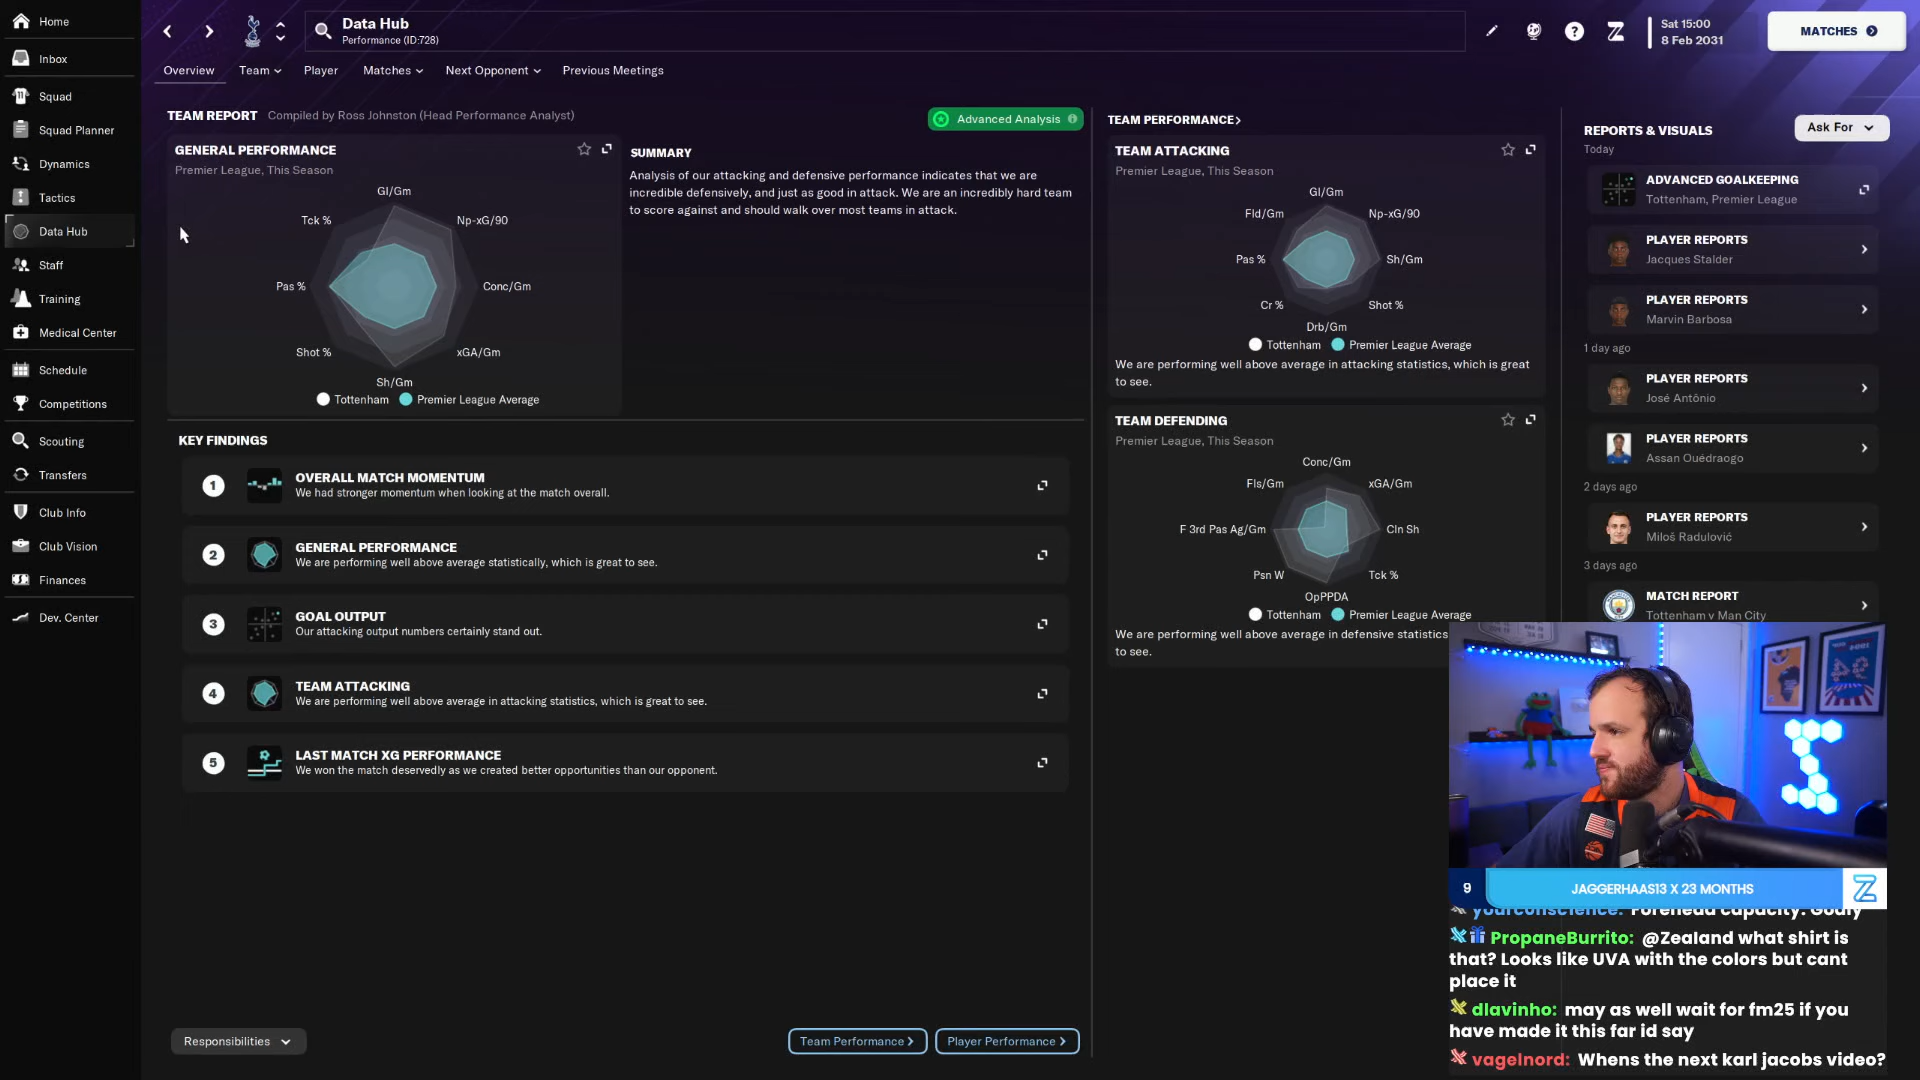 Home
Inbox
Squad
Squad Planner
Dynamics
Tactics
Data Hub
Staff
Training
Medical Center
Schedule
Competitions
Scouting
Transfers
Club Info
Club Vision
Finances
Dev. Center
Data Hub
Performance (ID:728)
Sat 15:00
8 Feb 2031
MATCHES
Overview
Team
Player
Matches
Next Opponent
Previous Meetings
TEAM REPORT Compiled by Ross Johnston (Head Performance Analyst)
Advanced Analysis
GENERAL PERFORMANCE
Premier League, This Season
Gl/Gm
Tck %
Np-xG/90
Pas %
Conc/Gm
Shot %
xGA/Gm
Sh/Gm
Tottenham
Premier League Average
SUMMARY
Analysis of our attacking and defensive performance indicates that we are
incredible defensively, and just as good in attack. We are an incredibly hard team
to score against and should walk over most teams in attack.
KEY FINDINGS
1
OVERALL MATCH MOMENTUM
We had stronger momentum when looking at the match overall.
2
GENERAL PERFORMANCE
We are performing well above average statistically, which is great to see.
3
GOAL OUTPUT
Our attacking output numbers certainly stand out.
4
TEAM ATTACKING
We are performing well above average in attacking statistics, which is great to see.
5
LAST MATCH XG PERFORMANCE
We won the match deservedly as we created better opportunities than our opponent.
Responsibilities
Team Performance >
Player Performance >
TEAM PERFORMANCE>
TEAM ATTACKING
Premier League, This Season
Gl/Gm
Fld/Gm
Np-xG/90
Pas %
Sh/Gm
Cr %
Shot %
Drb/Gm
Tottenham
Premier League Average
We are performing well above average in attacking statistics, which is great
to see.
TEAM DEFENDING
Premier League, This Season
Conc/Gm
Fls/Gm
xGA/Gm
F 3rd Pas Ag/Gm
Cln Sh
Psn W
Tck %
OpPPDA
Tottenham
Premier League Average
We are performing well above average in defensive statistics
to see.
REPORTS & VISUALS
Ask For
Today
ADVANCED GOALKEEPING
Tottenham, Premier League
PLAYER REPORTS
Jacques Stalder
PLAYER REPORTS
Marvin Barbosa
1 day ago
PLAYER REPORTS
José Antônio
PLAYER REPORTS
Assan Ouédraogo
2 days ago
PLAYER REPORTS
Miloš Radulović
3 days ago
MATCH REPORT
Tottenham v Man City
9
JAGGERHAAS13 X 23 MONTHS
yourconscience: Forehead capacity: Godly
PropaneBurrito: @Zealand what shirt is
that? Looks like UVA with the colors but cant
place it
dlavinho: may as well wait for fm25 if you
have made it this far id say
vagelnord: Whens the next karl jacobs video?